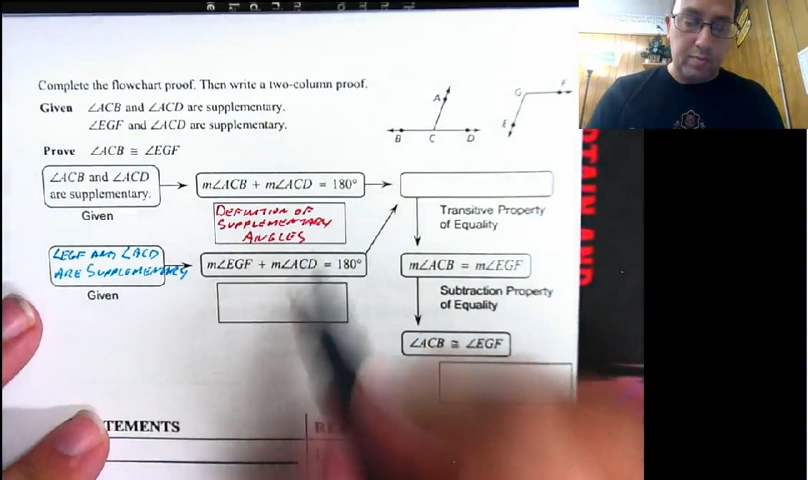 Complete the flowchart proof. Then write a two-column proof.
Given ∠ACB and ∠ACD are supplementary.
∠EGF and ∠ACD are supplementary.
Prove ∠ACB ≅ ∠EGF
A
B C D
G F
E
∠ACB and ∠ACD
are supplementary.
Given
m∠ACB + m∠ACD = 180°
DEFINITION OF
SUPPLEMENTARY
ANGLES
Transitive Property
of Equality
∠EGF AND ∠ACD
ARE SUPPLEMENTARY
Given
m∠EGF + m∠ACD = 180°
m∠ACB = m∠EGF
Subtraction Property
of Equality
∠ACB ≅ ∠EGF
TEMENTS
TAIN AND